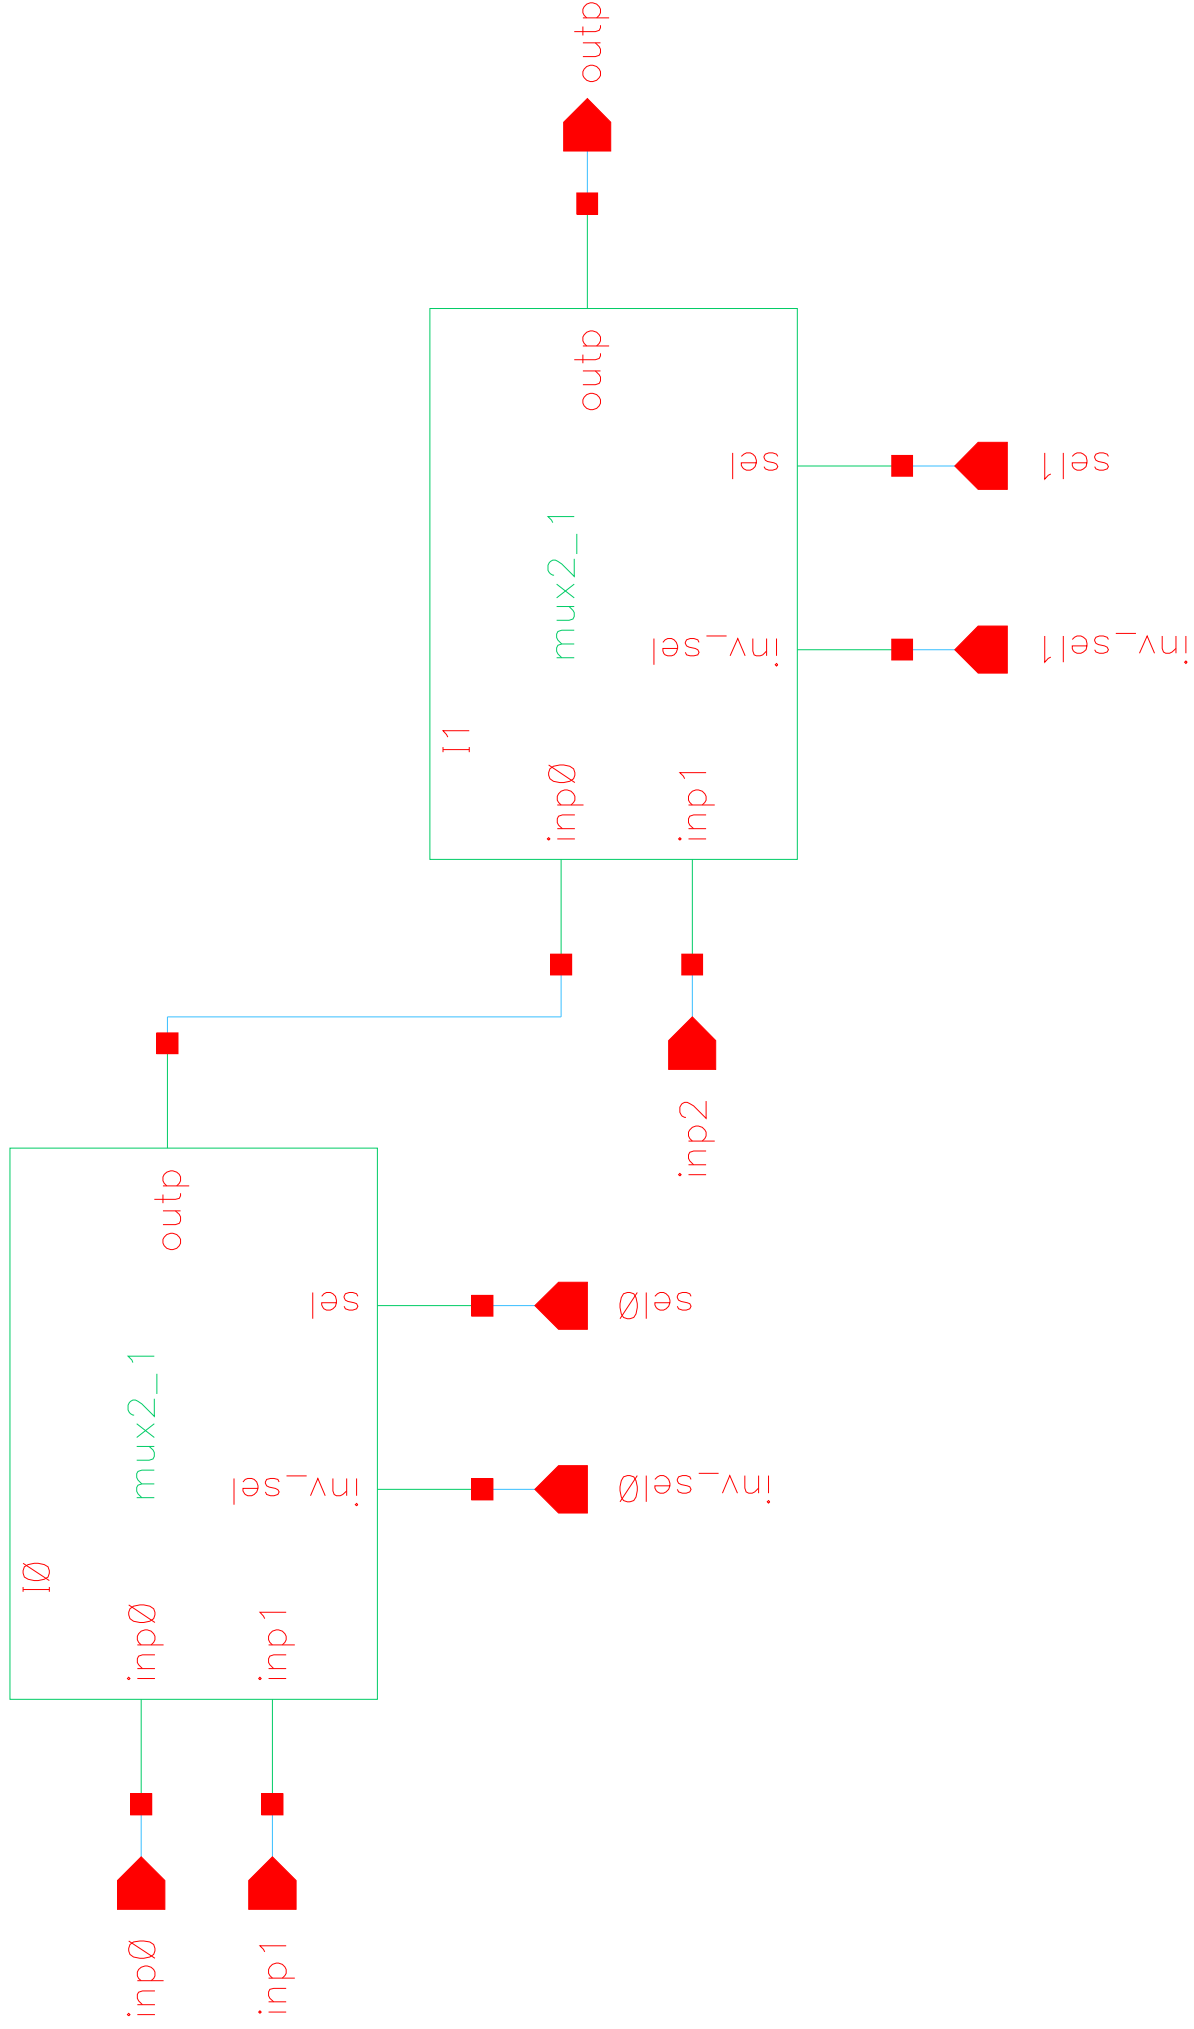 outp
outp
sel
sel1
mux2_1
inv_sel
inv_sel1
I1
inp0
inp1
inp2
outp
sel
sel0
mux2_1
inv_sel
inv_sel0
I0
inp0
inp1
inp0
inp1